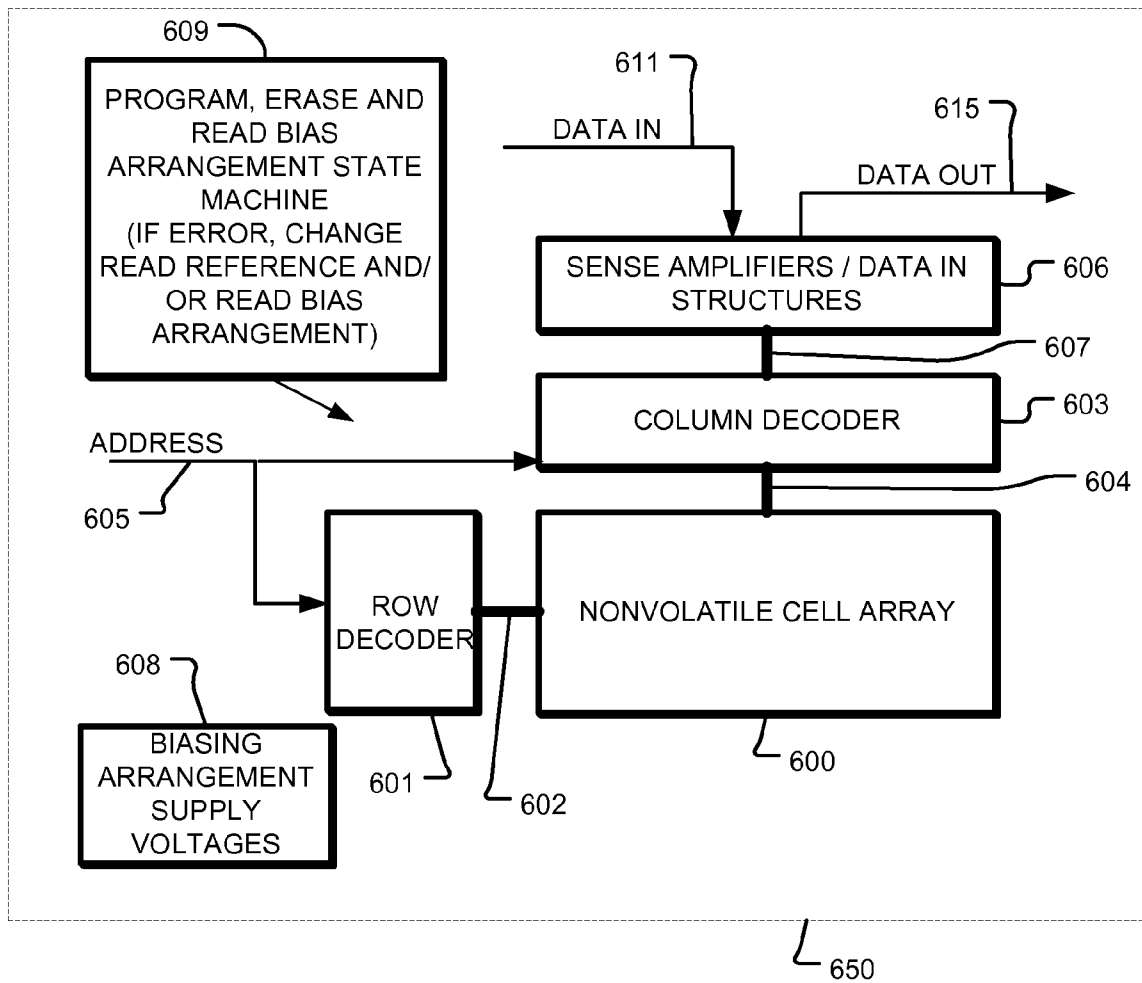 609
PROGRAM, ERASE AND
READ BIAS
ARRANGEMENT STATE
MACHINE
(IF ERROR, CHANGE
READ REFERENCE AND/
OR READ BIAS
ARRANGEMENT)
611
DATA IN
615
DATA OUT
SENSE AMPLIFIERS / DATA IN
STRUCTURES
606
607
COLUMN DECODER
603
ADDRESS
605
604
ROW
DECODER
NONVOLATILE CELL ARRAY
608
BIASING
ARRANGEMENT
SUPPLY
VOLTAGES
601
602
600
650